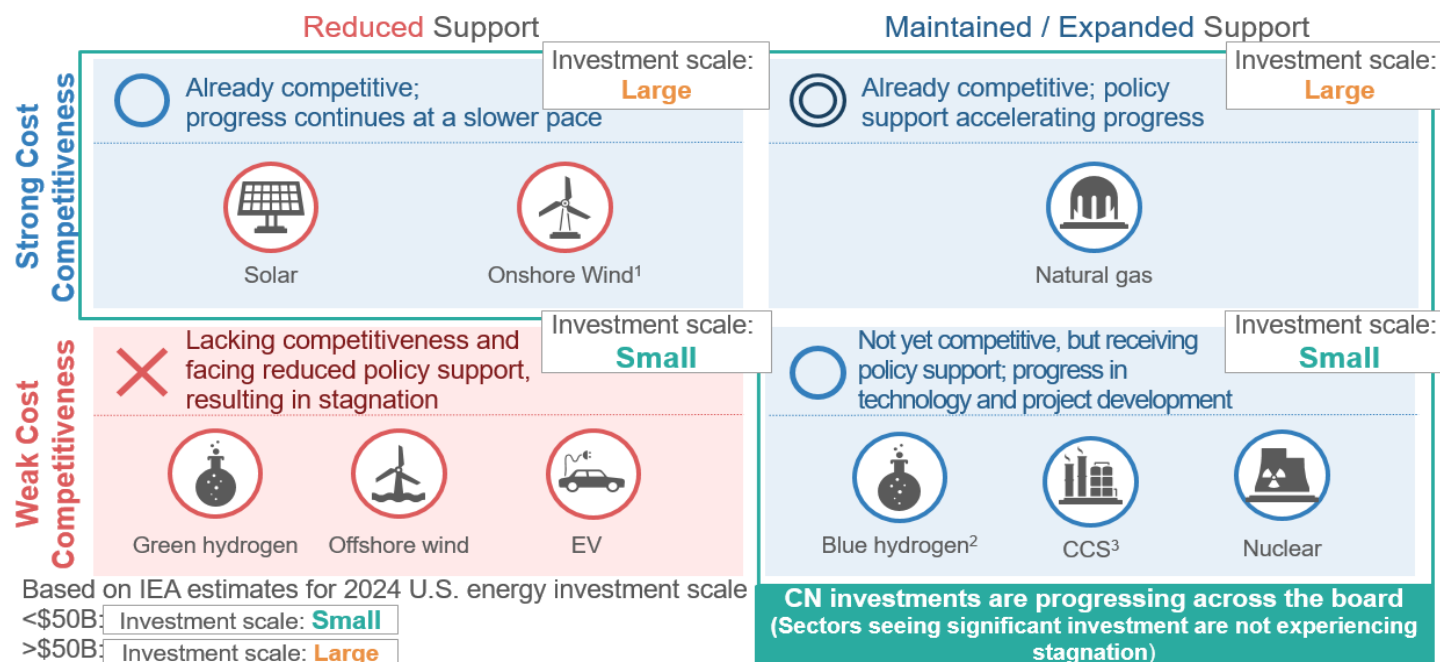 Reduced Support
Maintained / Expanded Support
Strong Cost
Competitiveness
Investment scale:
Large
Already competitive;
progress continues at a slower pace
Solar
Onshore Wind¹
Investment scale:
Large
Already competitive; policy
support accelerating progress
Natural gas
Weak Cost
Competitiveness
Investment scale:
Small
Lacking competitiveness and
facing reduced policy support,
resulting in stagnation
Green hydrogen
Offshore wind
EV
Investment scale:
Small
Not yet competitive, but receiving
policy support; progress in
technology and project development
Blue hydrogen²
CCS³
Nuclear
Based on IEA estimates for 2024 U.S. energy investment scale
<$50B: Investment scale: Small
>$50B: Investment scale: Large
CN investments are progressing across the board
(Sectors seeing significant investment are not experiencing
stagnation)